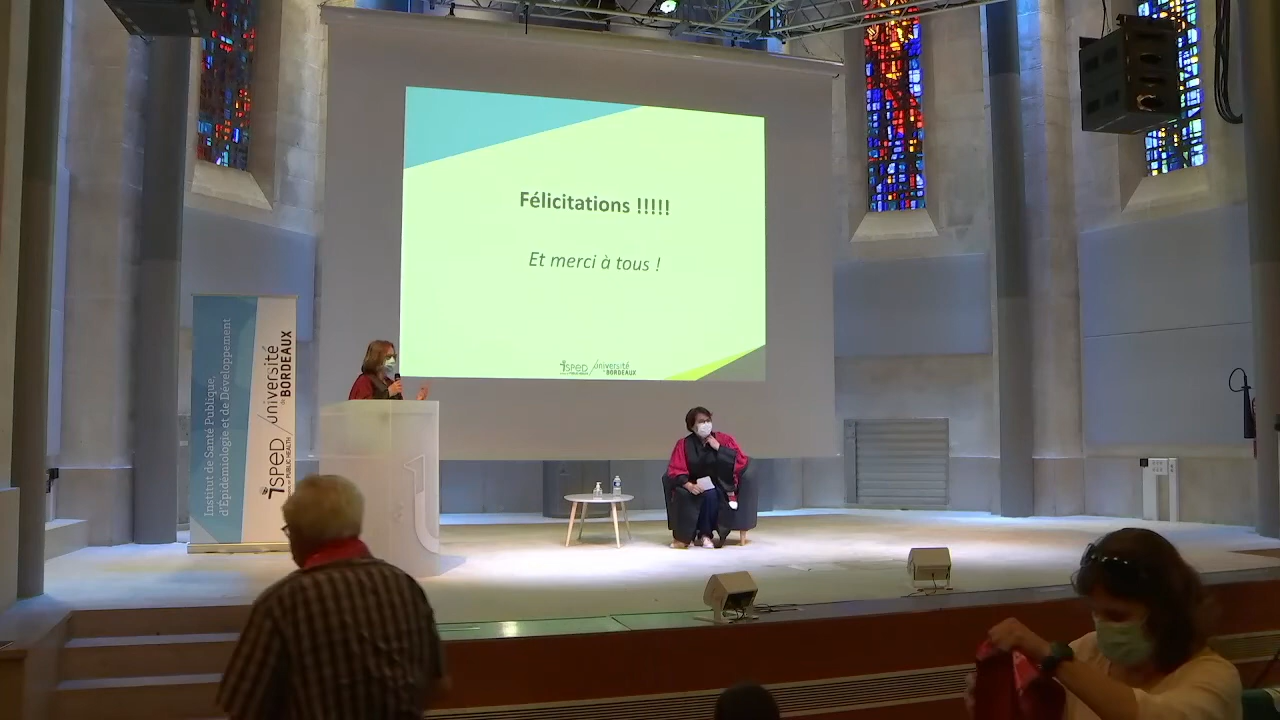 Félicitations !!!!!
Et merci à tous !
ISPED
université
de BORDEAUX
Institut de Santé Publique,
d'Épidémiologie et de Développement
ISPED
université
de BORDEAUX